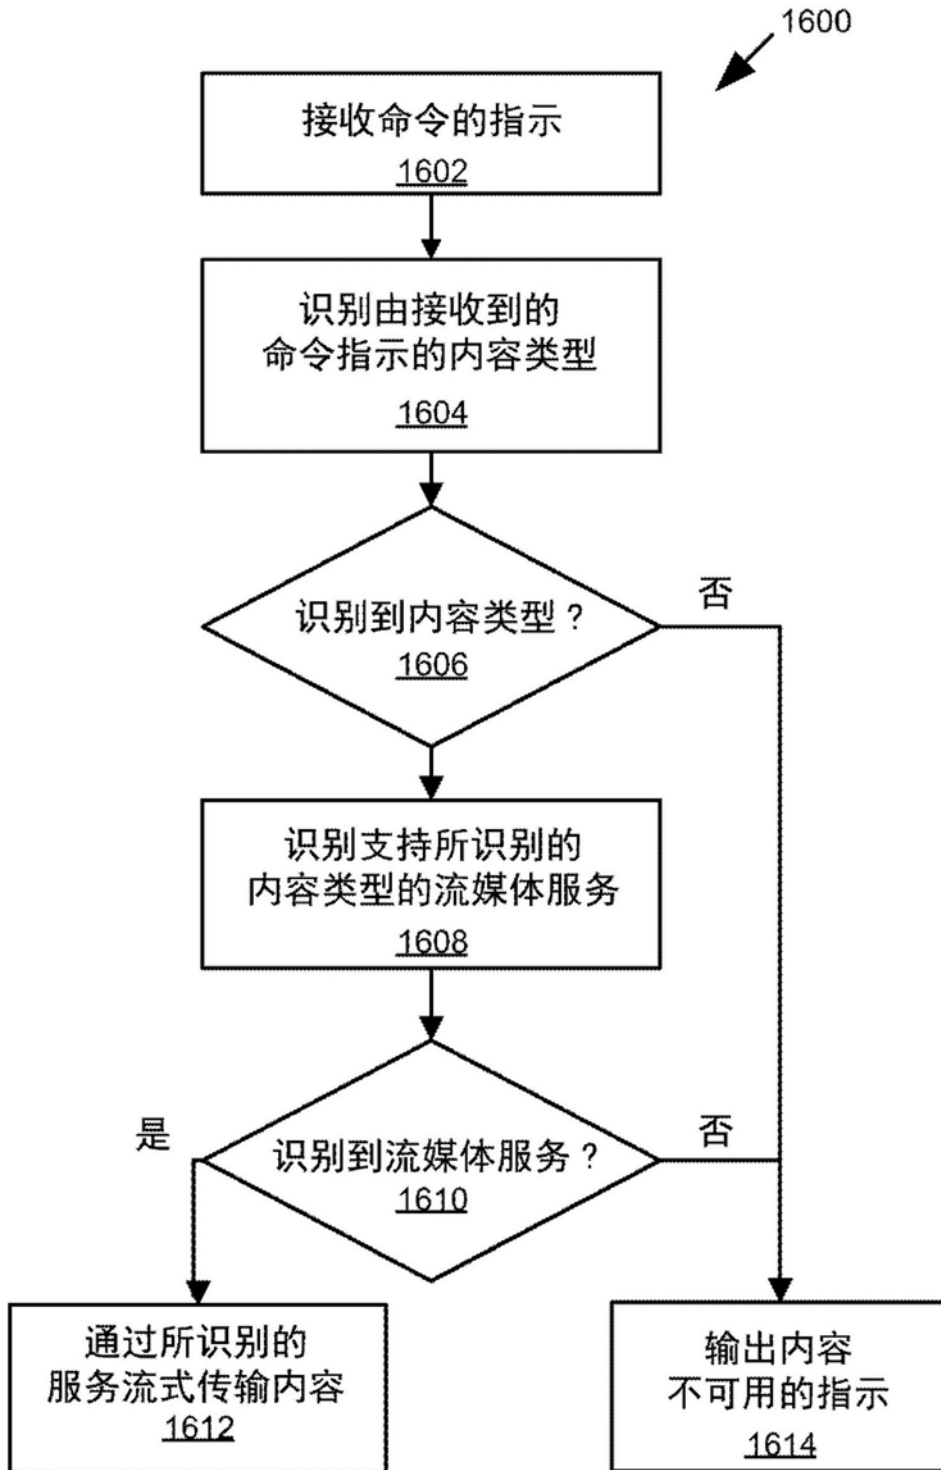 1600
接收命令的指示
1602
识别由接收到的
命令指示的内容类型
1604
识别到内容类型？
1606
否
识别支持所识别的
内容类型的流媒体服务
1608
识别到流媒体服务？
1610
是
否
通过所识别的
服务流式传输内容
1612
输出内容
不可用的指示
1614